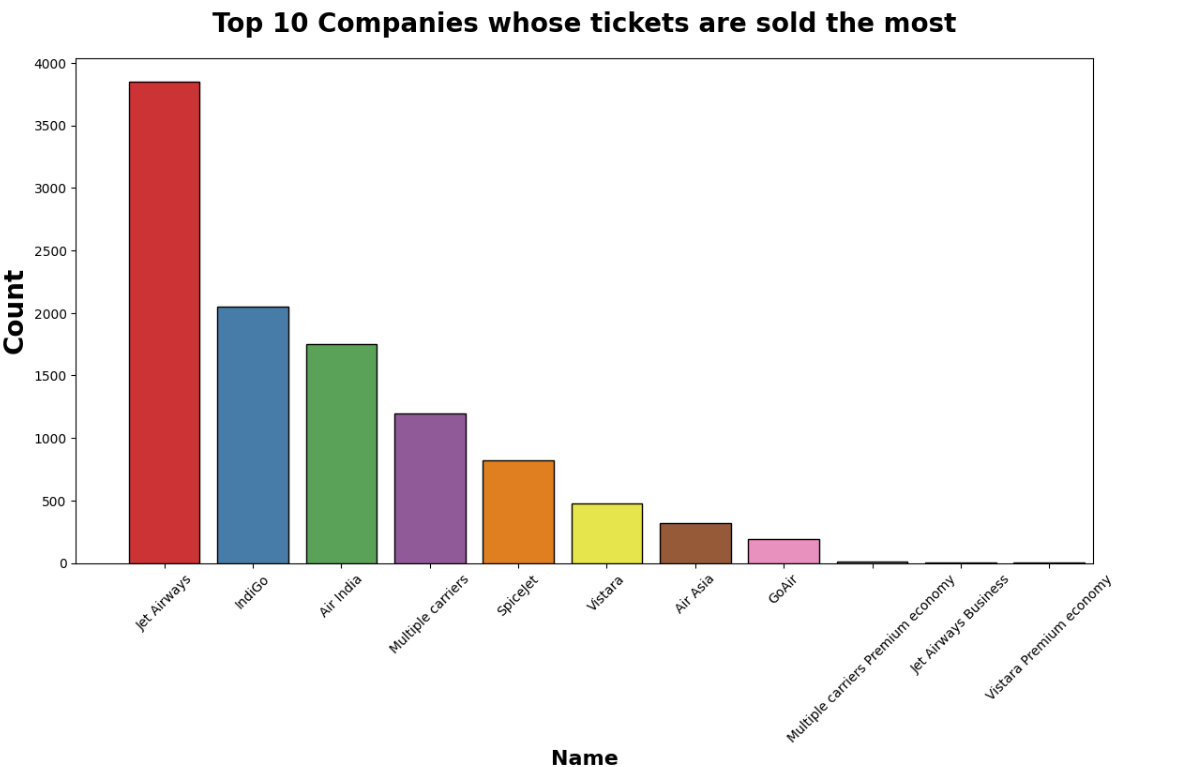 Top 10 Companies whose tickets are sold the most
Count
4000
3500
3000
2500
2000
1500
1000
500
0
Jet Airways
IndiGo
Air India
Multiple carriers
SpiceJet
Vistara
Air Asia
GoAir
Multiple carriers Premium economy
Jet Airways Business
Vistara Premium economy
Name